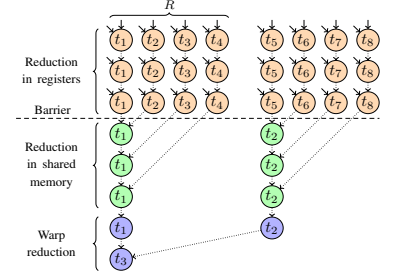 R
t1 t2 t3 t4 t5 t6 t7 t8
Reduction
in registers
t1 t2 t3 t4 t5 t6 t7 t8
t1 t2 t3 t4 t5 t6 t7 t8
Barrier
t1 t2
Reduction
in shared
memory
t1 t2
t1 t2
Warp
reduction
t1 t2
t3